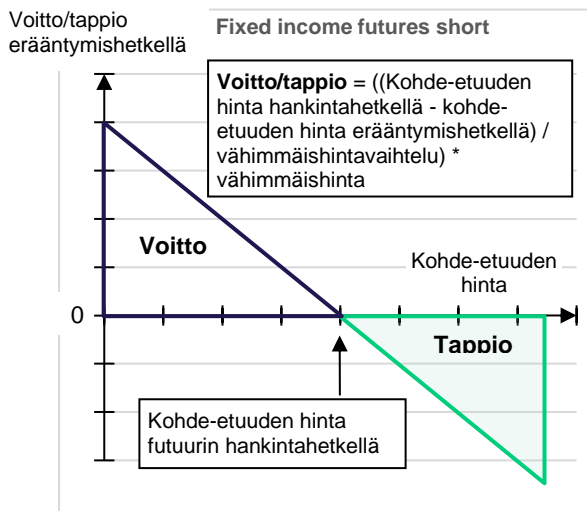 Voitto/tappio
erääntymishetkellä
Fixed income futures short
Voitto/tappio = ((Kohde-etuuden
hinta hankintahetkellä - kohde-
etuuden hinta erääntymishetkellä) /
vähimmäishintavaihtelu) *
vähimmäishinta
Voitto
Kohde-etuuden
hinta
0
Tappio
Kohde-etuuden hinta
futuurin hankintahetkellä